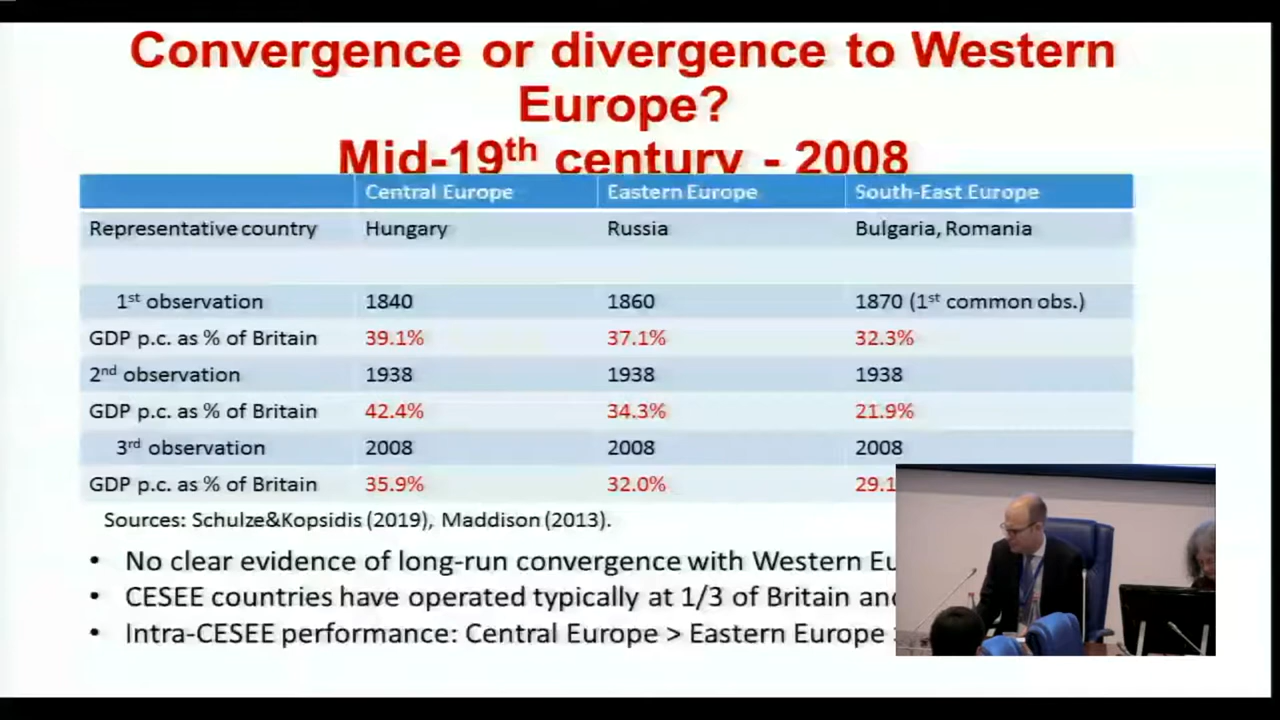 Convergence or divergence to Western
Europe?
Mid-19th century - 2008
Central Europe Eastern Europe South-East Europe
Representative country Hungary Russia Bulgaria, Romania
1st observation 1840 1860 1870 (1st common obs.)
GDP p.c. as % of Britain 39.1% 37.1% 32.3%
2nd observation 1938 1938 1938
GDP p.c. as % of Britain 42.4% 34.3% 21.9%
3rd observation 2008 2008 2008
GDP p.c. as % of Britain 35.9% 32.0% 29.1
Sources: Schulze&Kopsidis (2019), Maddison (2013).
• No clear evidence of long-run convergence with Western Eu
• CESEE countries have operated typically at 1/3 of Britain and
• Intra-CESEE performance: Central Europe > Eastern Europe